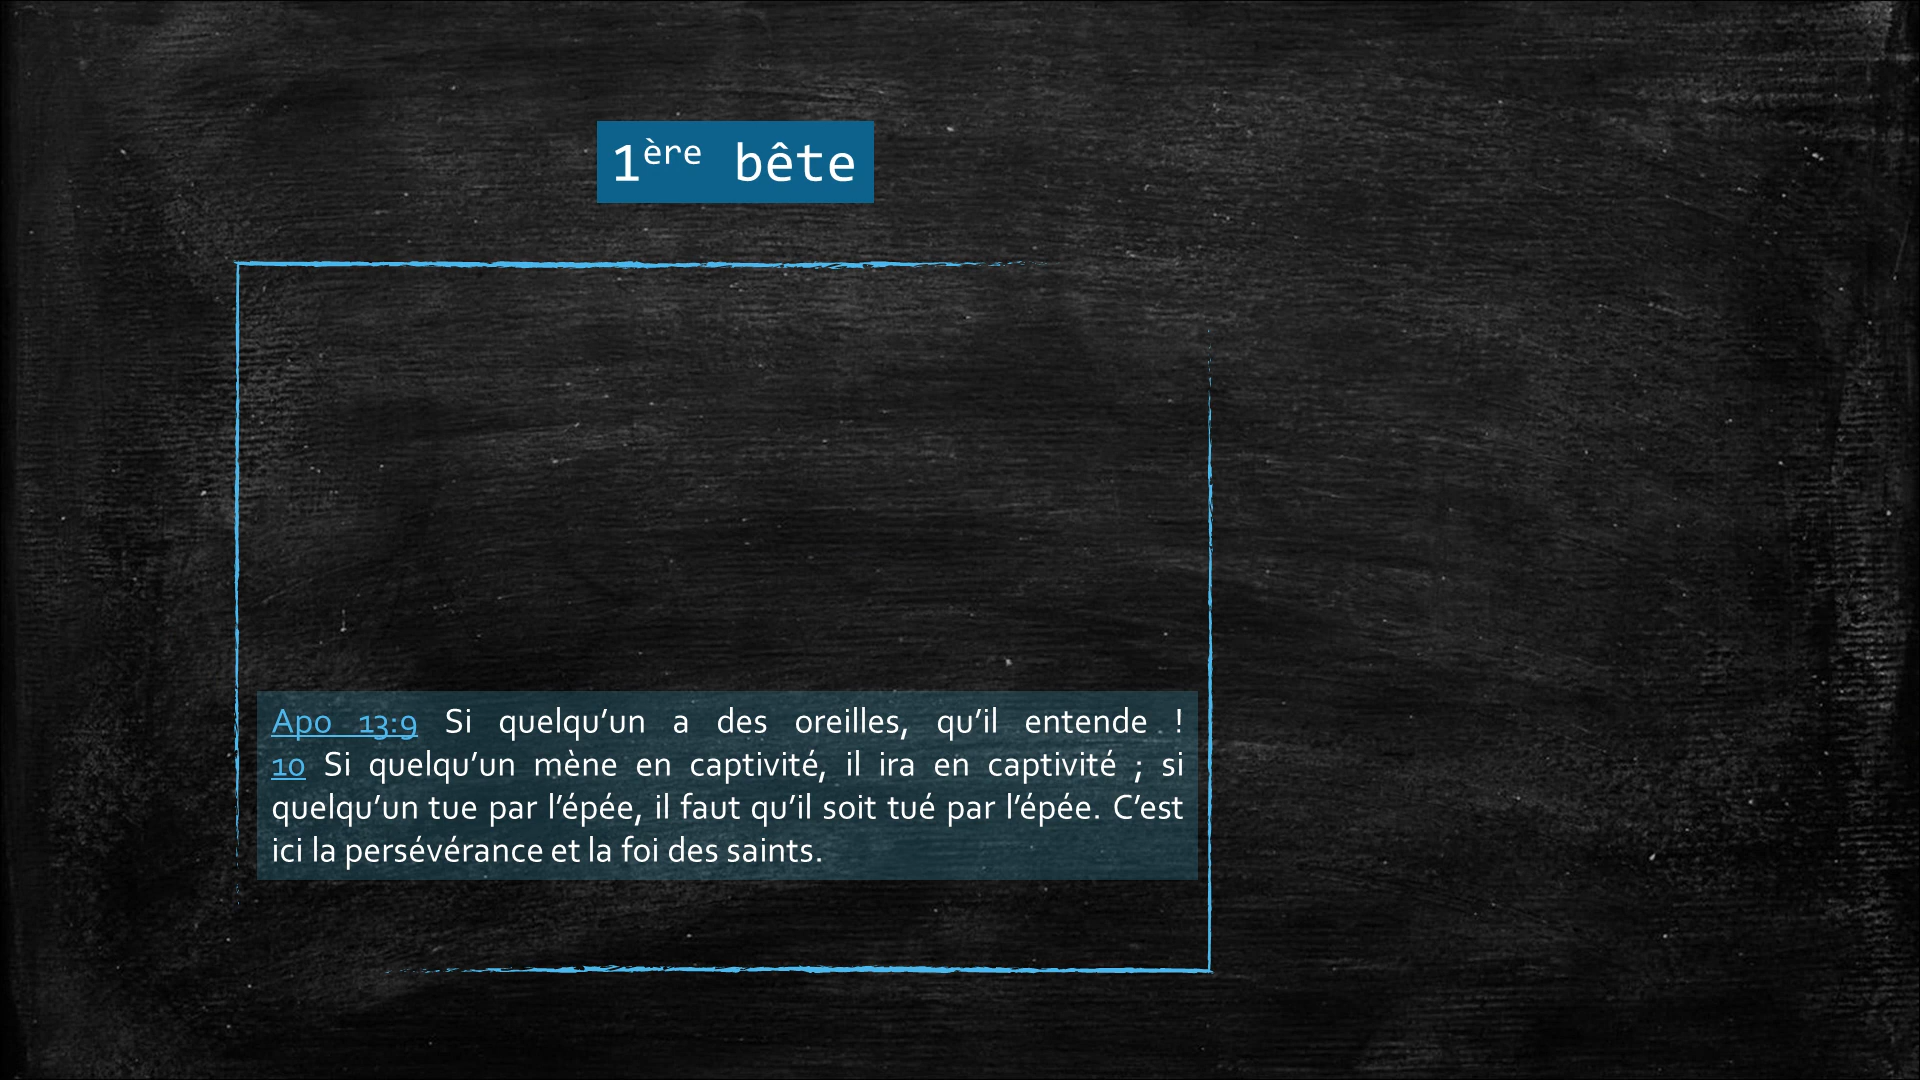 1ère bête
Apo 13:9 Si quelqu’un a des oreilles, qu’il entende !
10 Si quelqu’un mène en captivité, il ira en captivité ; si
quelqu’un tue par l’épée, il faut qu’il soit tué par l’épée. C’est
ici la persévérance et la foi des saints.